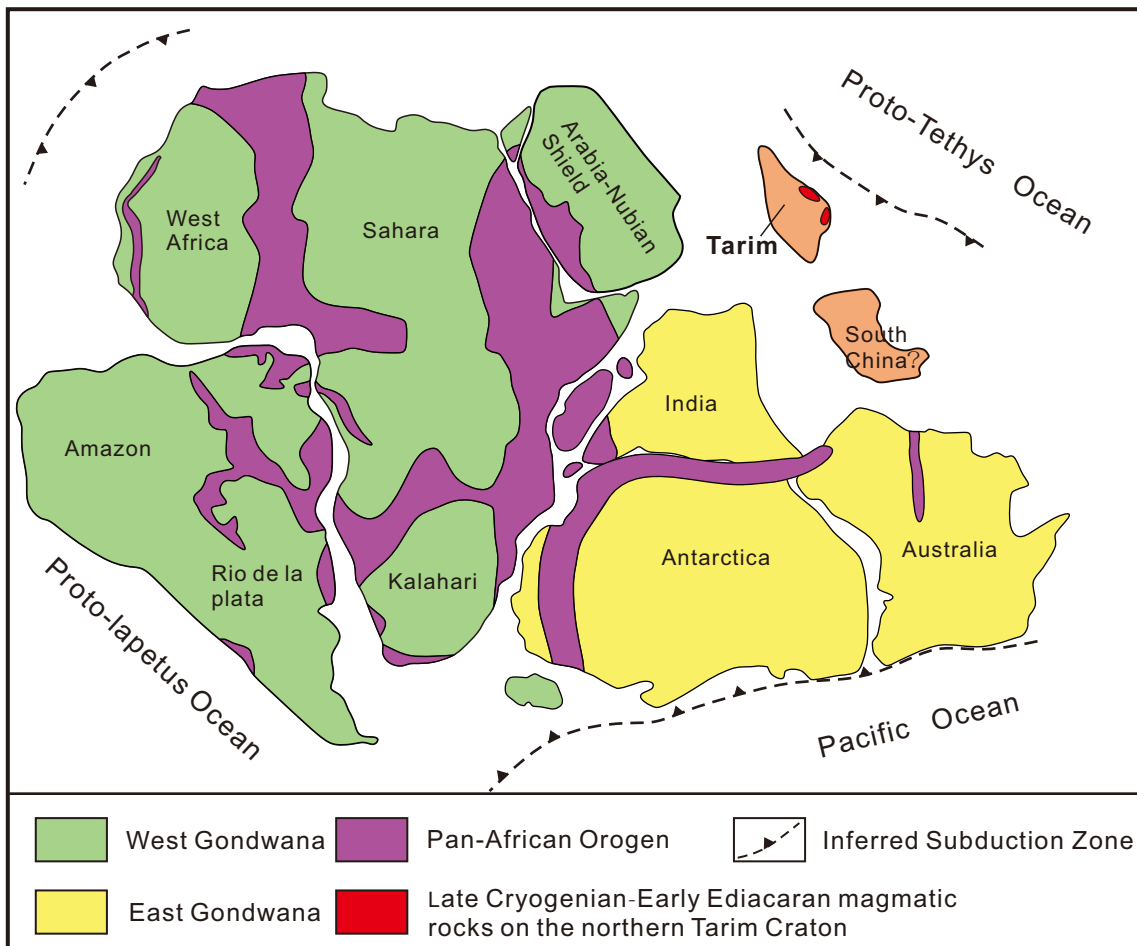 Proto-Tethys Ocean
Arabia-Nubian
Shield
West
Africa
Sahara
Tarim
South
China?
India
Amazon
Antarctica
Australia
Rio de la
plata
Kalahari
Proto-Iapetus Ocean
Pacific Ocean
West Gondwana
Pan-African Orogen
Inferred Subduction Zone
East Gondwana
Late Cryogenian-Early Ediacaran magmatic
rocks on the northern Tarim Craton